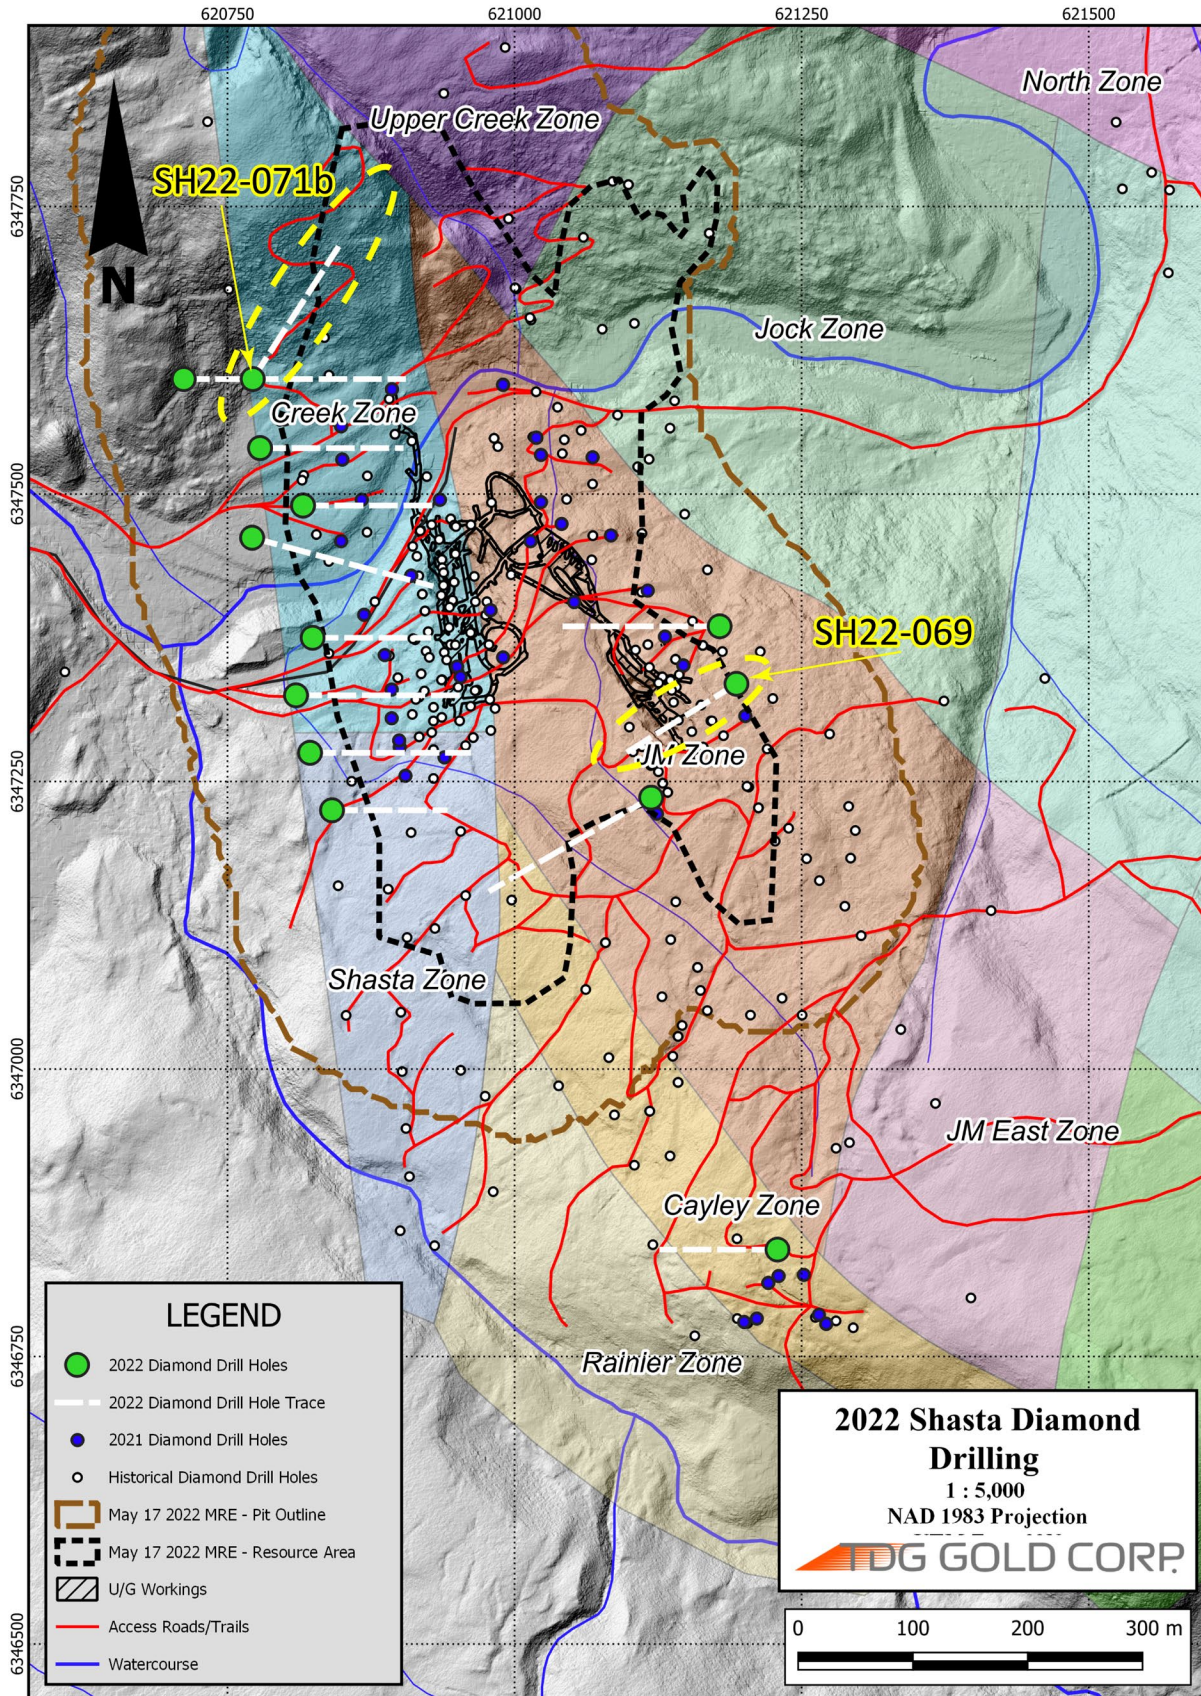 620750
621000
621250
621500
North Zone
Upper Creek Zone
SH22-071b
6347750
N
Jock Zone
Creek Zone
6347500
SH22-069
JM Zone
6347250
Shasta Zone
6347000
JM East Zone
Cayley Zone
LEGEND
2022 Diamond Drill Holes
2022 Diamond Drill Hole Trace
2021 Diamond Drill Holes
Historical Diamond Drill Holes
May 17 2022 MRE - Pit Outline
May 17 2022 MRE - Resource Area
U/G Workings
Access Roads/Trails
Watercourse
6346750
Rainier Zone
2022 Shasta Diamond
Drilling
1 : 5,000
NAD 1983 Projection
TDG GOLD CORP.
6346500
0 100 200 300 m